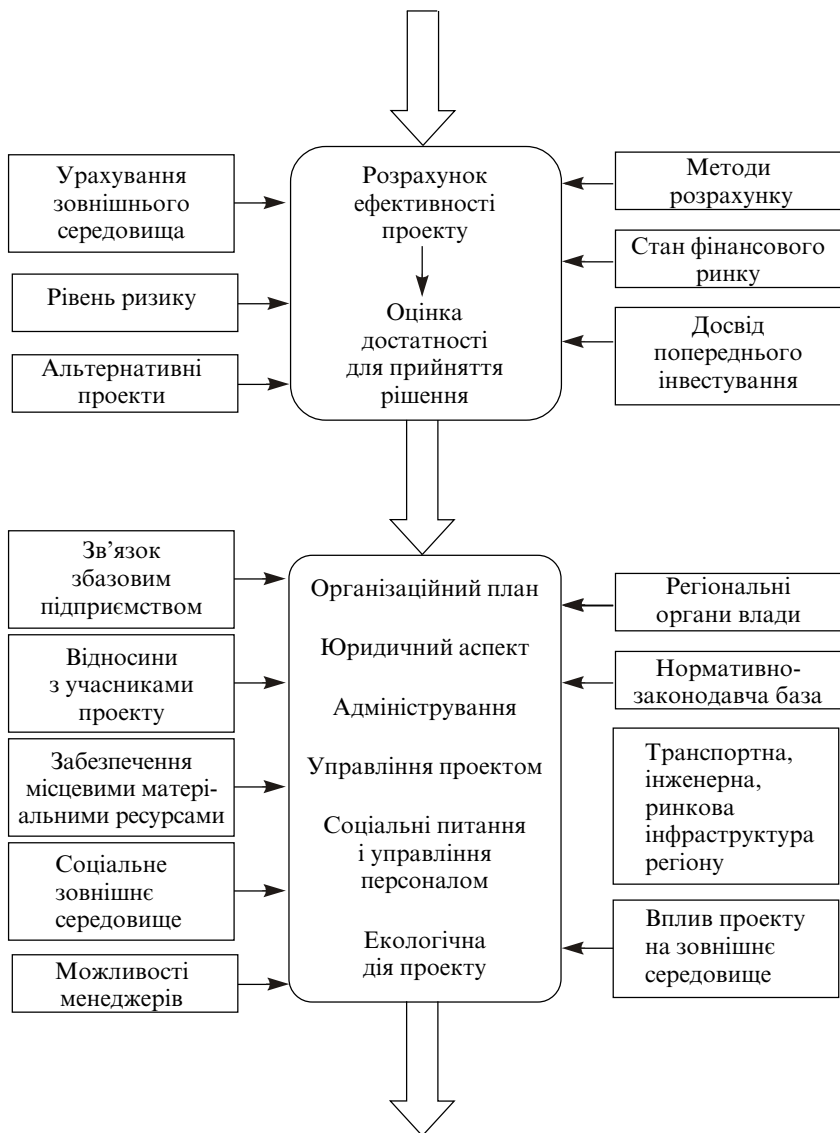 Урахування
зовнішнього
середовища
Рівень ризику
Альтернативні
проекти
Розрахунок
ефективності
проекту
Оцінка
достатності
для прийняття
рішення
Методи
розрахунку
Стан фінансового
ринку
Досвід
попереднього
інвестування
Зв’язок
збазовим
підприємством
Відносини
з учасниками
проекту
Забезпечення
місцевими матері-
альними ресурсами
Соціальне
зовнішнє
середовище
Можливості
менеджерів
Організаційний план
Юридичний аспект
Адміністрування
Управління проектом
Соціальні питання
і управління
персоналом
Екологічна
дія проекту
Регіональні
органи влади
Нормативно-
законодавча база
Транспортна,
інженерна,
ринкова
інфраструктура
регіону
Вплив проекту
на зовнішнє
середовище